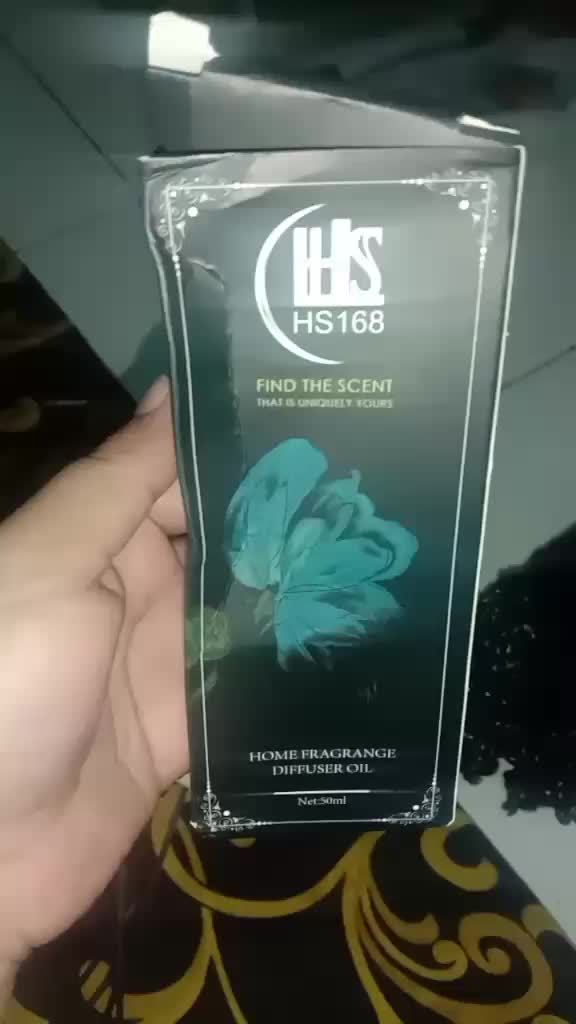 HS
HS168
FIND THE SCENT
THAT IS UNIQUELY YOURS
HOME FRAGRANGE
DIFFUSER OIL
Net:50ml